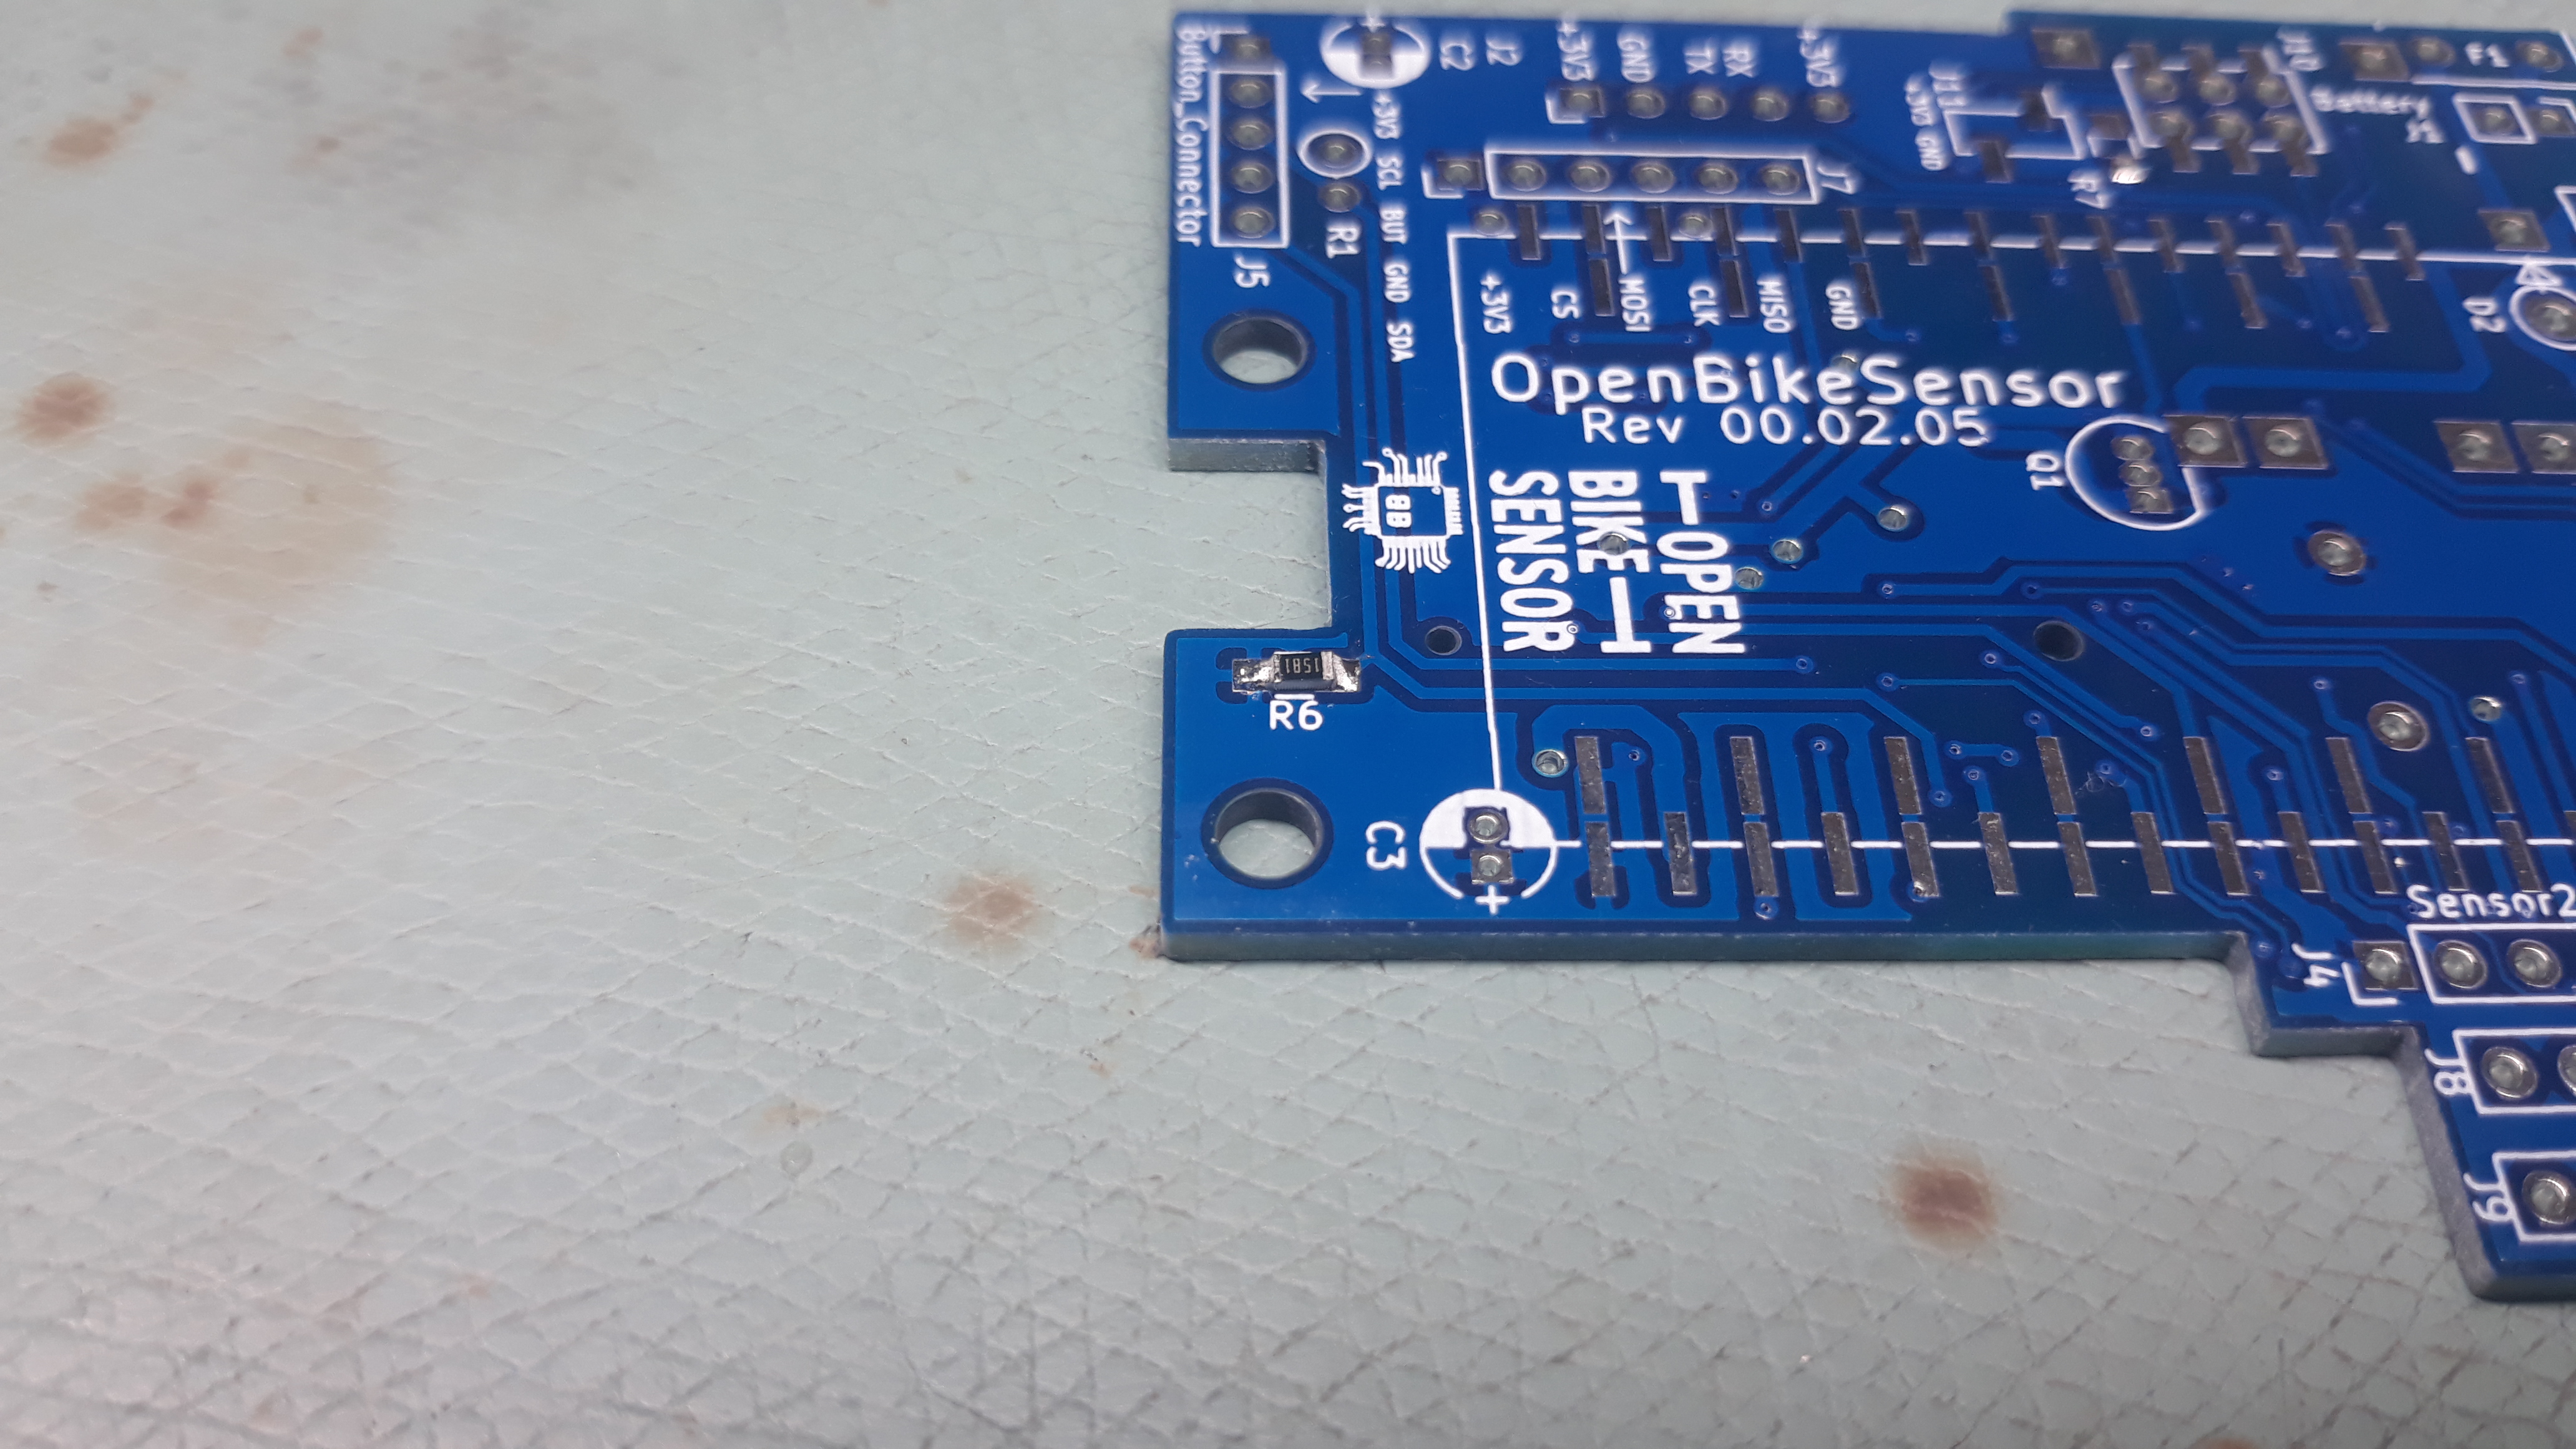 Button_Connector
J5
C2
J2
+3V3
GND
TX
RX
+3V3
J13
+3V3 GND
R7
J10
F1
Battery
+3V3 SCL BUT GND SDA
R1
J7
+3V3
CS
MOSI
CLK
MISO
GND
D2
OpenBikeSensor
Rev 00.02.05
Q1
OPEN
BIKE
SENSOR
R6
C3
+
Sensor2
J4
J8
J9